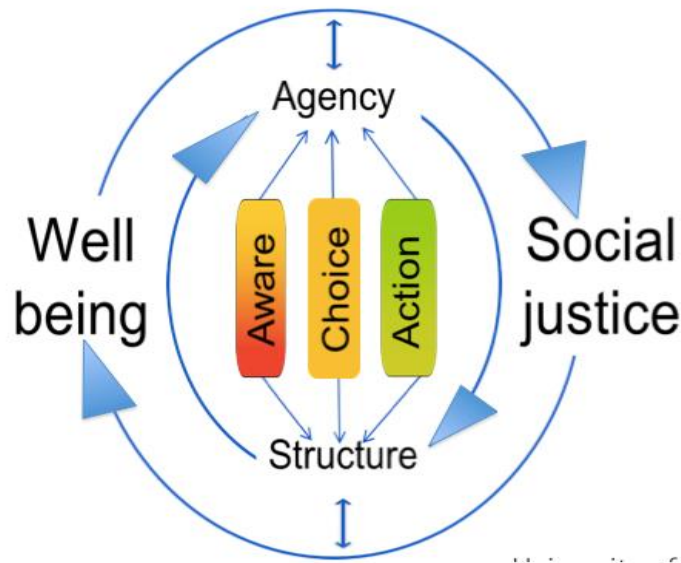 Agency
Well
being
Aware
Choice
Action
Social
justice
Structure